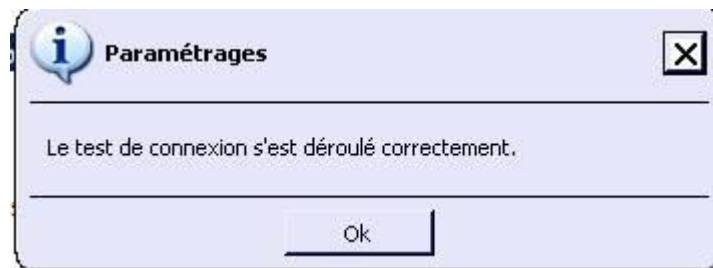 Paramétrages
Le test de connexion s'est déroulé correctement.
Ok